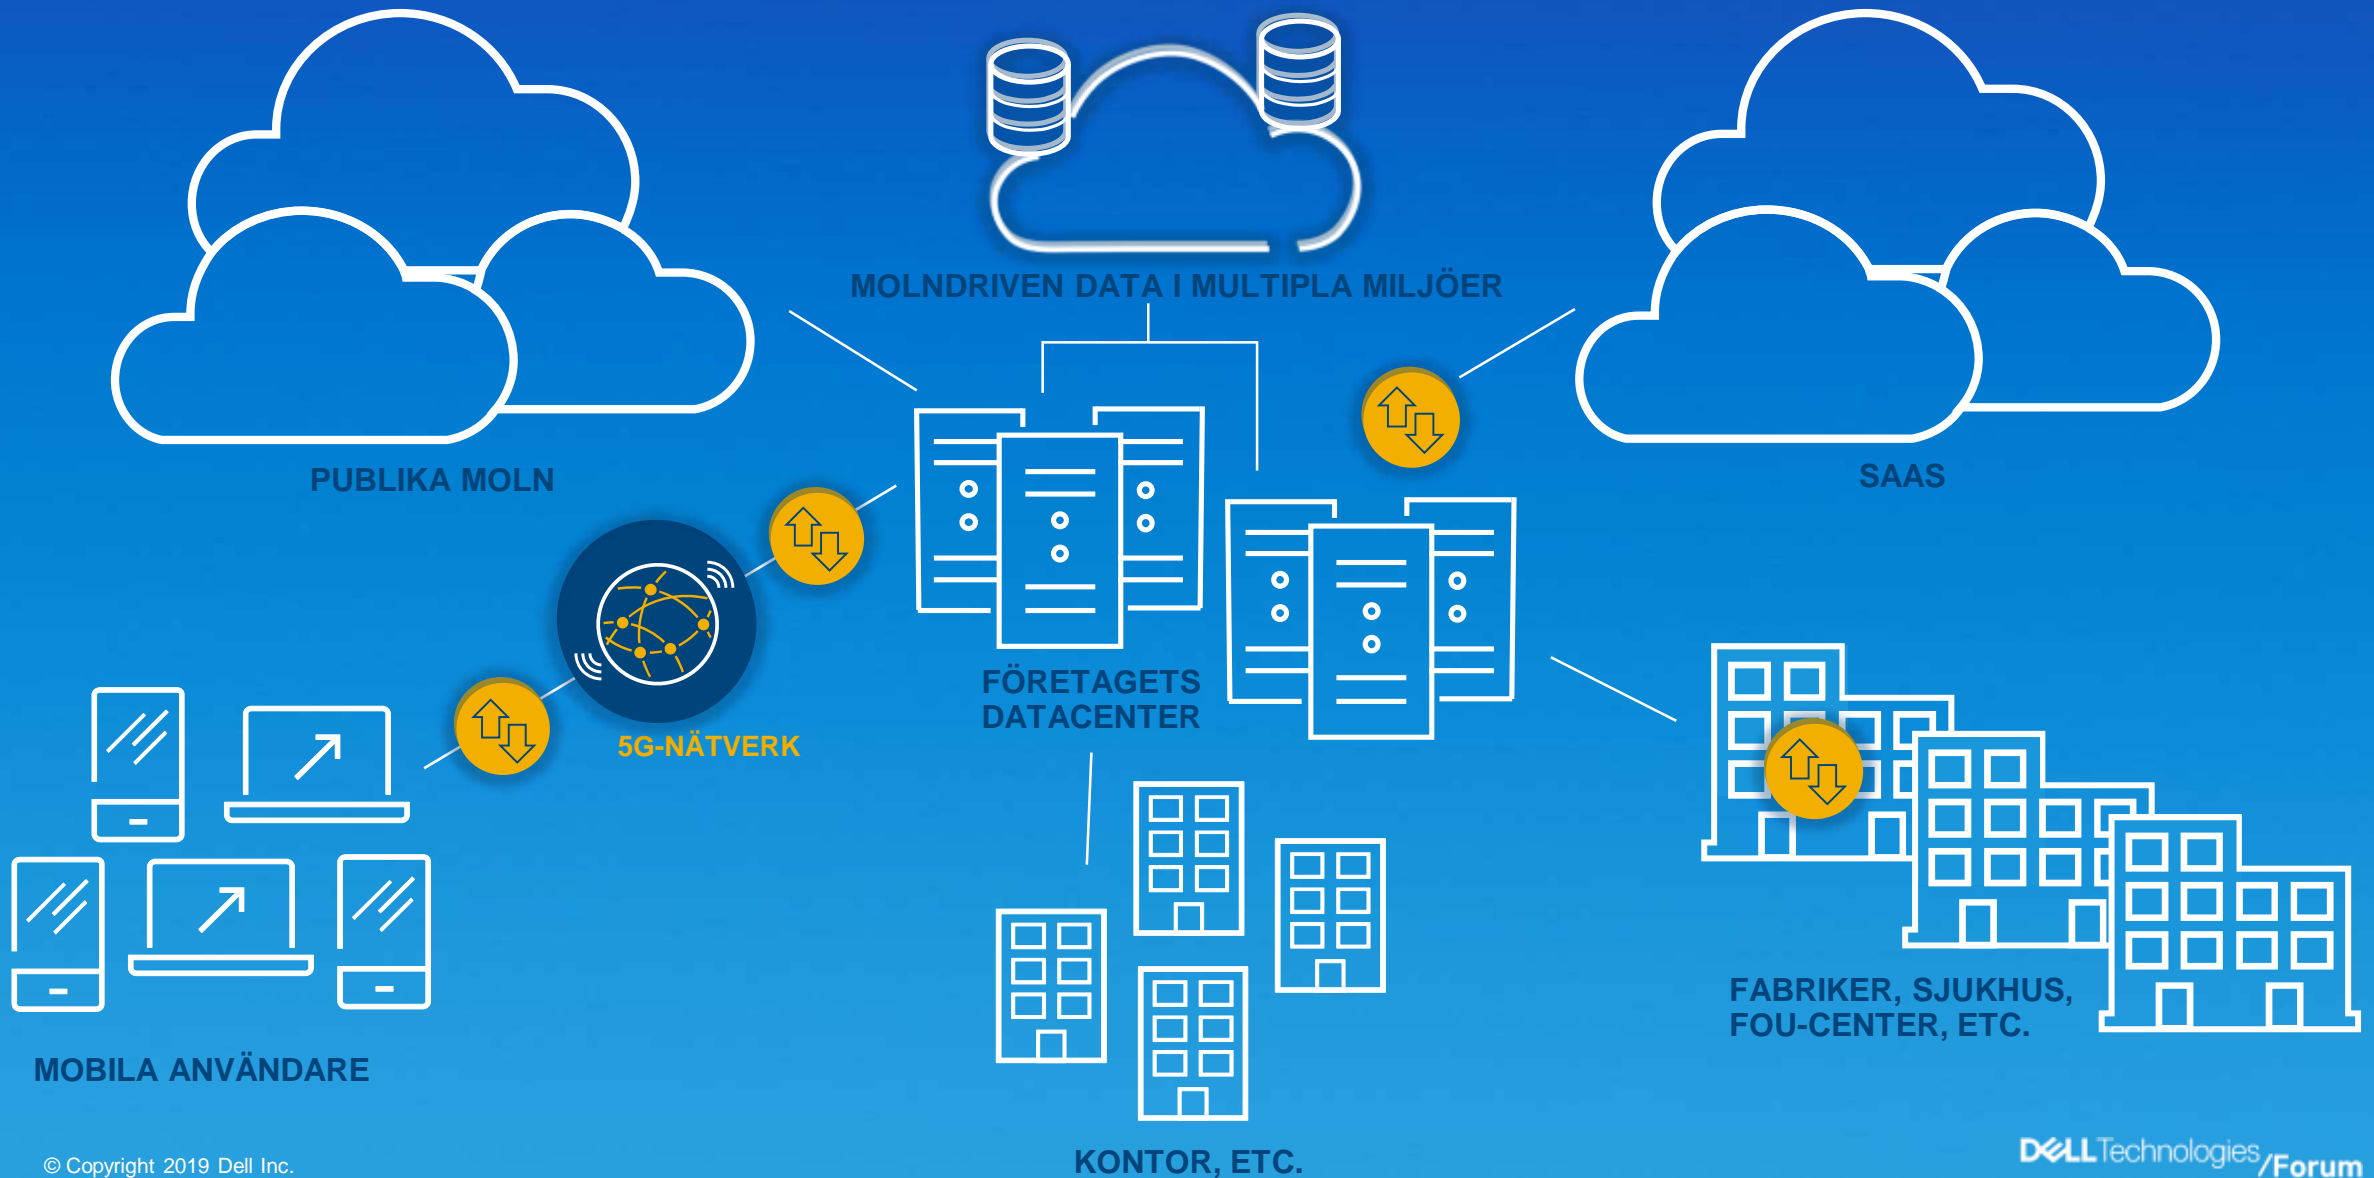 MOLNDRIVEN DATA I MULTIPLA MILJÖER
PUBLIKA MOLN
SAAS
5G-NÄTVERK
FÖRETAGETS
DATACENTER
MOBILA ANVÄNDARE
FABRIKER, SJUKHUS,
FOU-CENTER, ETC.
KONTOR, ETC.
© Copyright 2019 Dell Inc.
DELLTechnologies/Forum